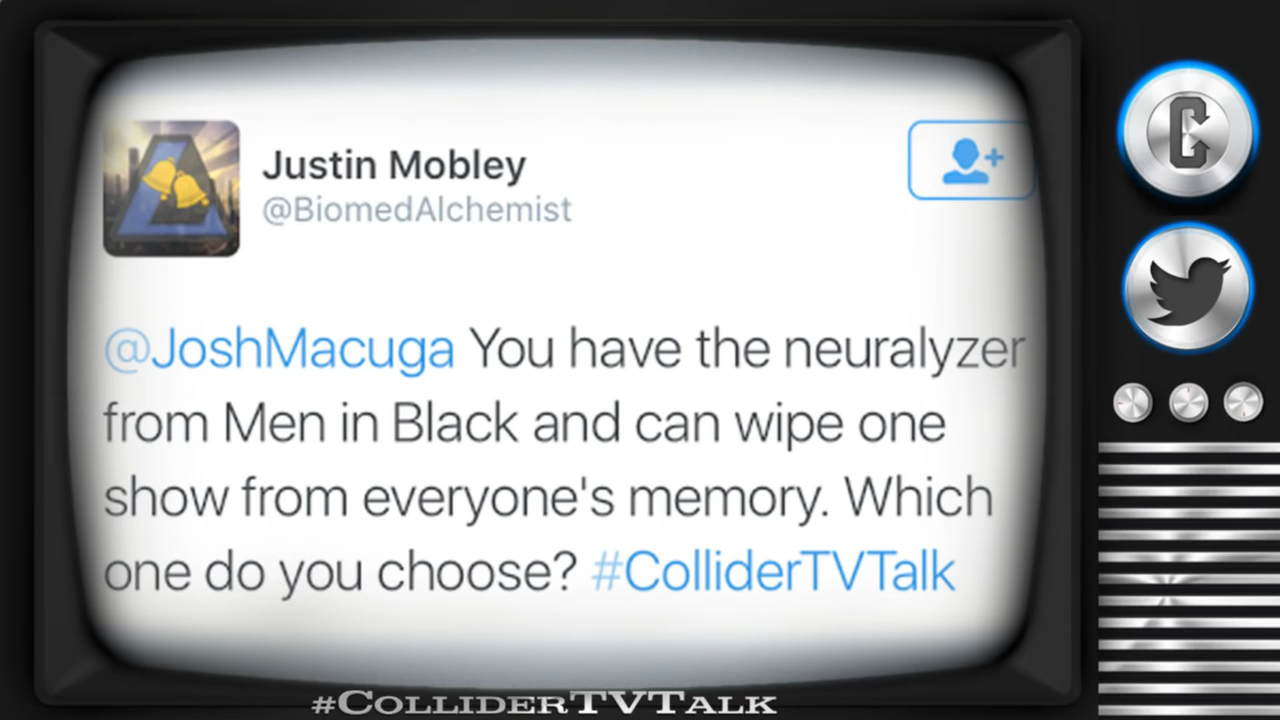 Justin Mobley
@BiomedAlchemist
@JoshMacuga You have the neuralyzer
from Men in Black and can wipe one
show from everyone's memory. Which
one do you choose? #ColliderTVTalk
#COLLIDERTVTALK